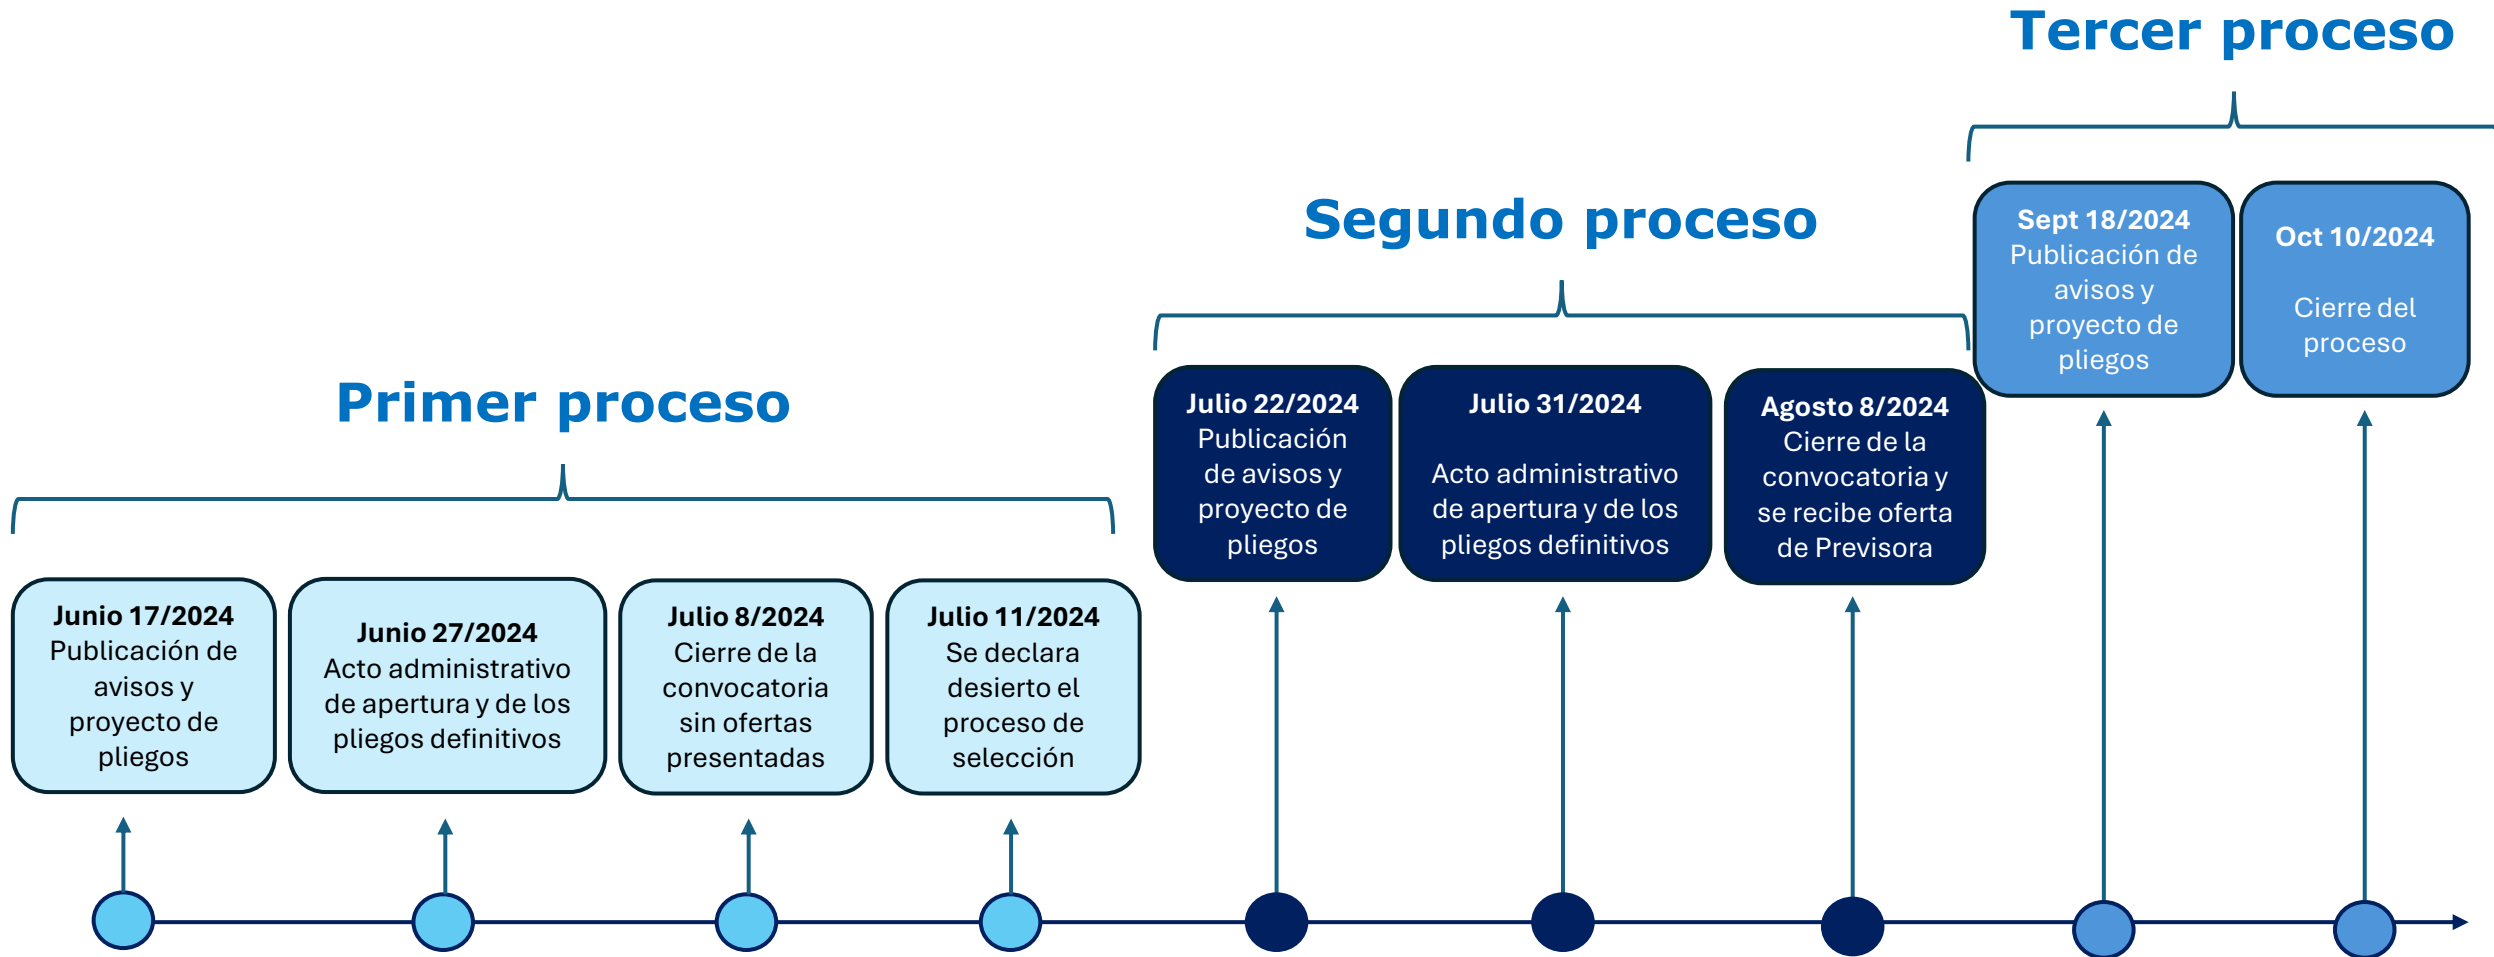 Primer proceso
Junio 17/2024
Publicación de
avisos y
proyecto de
pliegos
Junio 27/2024
Acto administrativo
de apertura y de los
pliegos definitivos
Julio 8/2024
Cierre de la
convocatoria
sin ofertas
presentadas
Julio 11/2024
Se declara
desierto el
proceso de
selección
Segundo proceso
Julio 22/2024
Publicación
de avisos y
proyecto de
pliegos
Julio 31/2024
Acto administrativo
de apertura y de los
pliegos definitivos
Agosto 8/2024
Cierre de la
convocatoria y
se recibe oferta
de Previsora
Tercer proceso
Sept 18/2024
Publicación de
avisos y
proyecto de
pliegos
Oct 10/2024
Cierre del
proceso